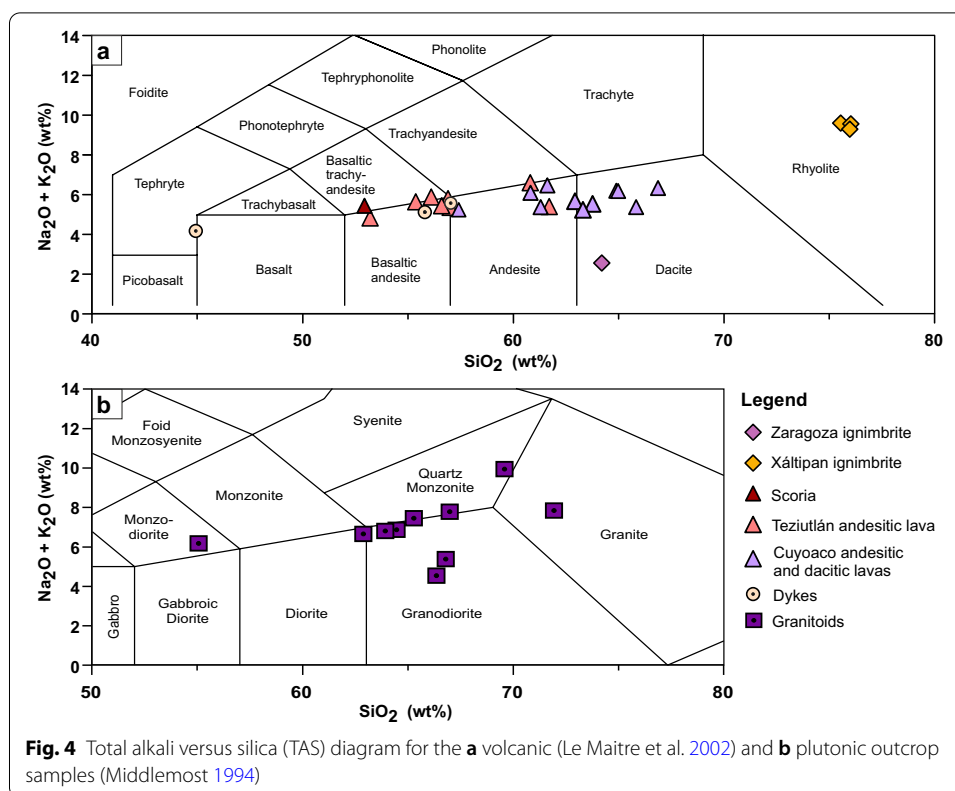 a
14
12
10
8
6
4
2
0
Na2O + K2O (wt%)
Foidite
Phonolite
Tephryphonolite
Trachyte
Phonotephryte
Trachyandesite
Rhyolite
Tephryte
Basaltic
trachy-
andesite
Trachybasalt
Picobasalt
Basalt
Basaltic
andesite
Andesite
Dacite
40
50
60
70
80
SiO2 (wt%)
b
14
12
10
8
6
4
2
0
Na2O + K2O (wt%)
Foid
Monzosyenite
Syenite
Monzonite
Quartz
Monzonite
Monzo-
diorite
Granite
Gabbro
Gabbroic
Diorite
Diorite
Granodiorite
50
60
70
80
SiO2 (wt%)
Legend
Zaragoza ignimbrite
Xáltipan ignimbrite
Scoria
Teziutlán andesitic lava
Cuyoaco andesitic
and dacitic lavas
Dykes
Granitoids
Fig. 4 Total alkali versus silica (TAS) diagram for the a volcanic (Le Maitre et al. 2002) and b plutonic outcrop
samples (Middlemost 1994)